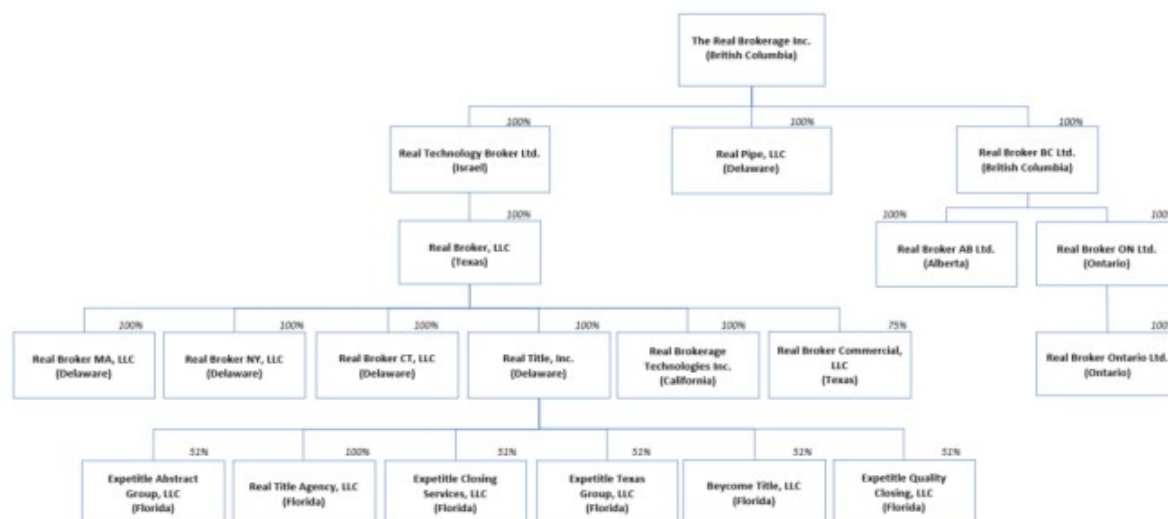 The Real Brokerage Inc.
(British Columbia)
100%
100%
100%
Real Technology Broker Ltd.
(Israel)
Real Pipe, LLC
(Delaware)
Real Broker BC Ltd.
(British Columbia)
100%
100%
100%
Real Broker, LLC
(Texas)
Real Broker AB Ltd.
(Alberta)
Real Broker ON Ltd.
(Ontario)
100%
100%
100%
100%
100%
75%
100%
Real Broker MA, LLC
(Delaware)
Real Broker NY, LLC
(Delaware)
Real Broker CT, LLC
(Delaware)
Real Title, Inc.
(Delaware)
Real Brokerage
Technologies Inc.
(California)
Real Broker Commercial,
LLC
(Texas)
Real Broker Ontario Ltd.
(Ontario)
51%
100%
51%
51%
51%
51%
Expetitle Abstract
Group, LLC
(Florida)
Real Title Agency, LLC
(Florida)
Expetitle Closing
Services, LLC
(Florida)
Expetitle Texas
Group, LLC
(Florida)
Beycome Title, LLC
(Florida)
Expetitle Quality
Closing, LLC
(Florida)